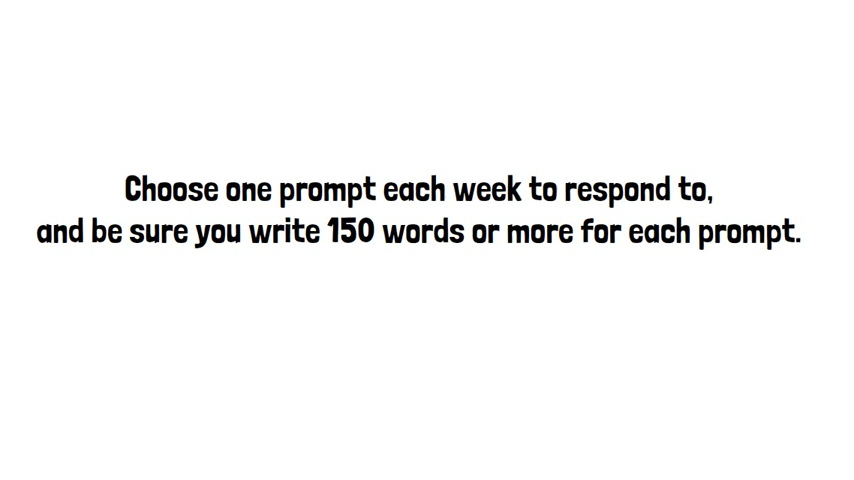 Choose one prompt each week to respond to,
and be sure you write 150 words or more for each prompt.